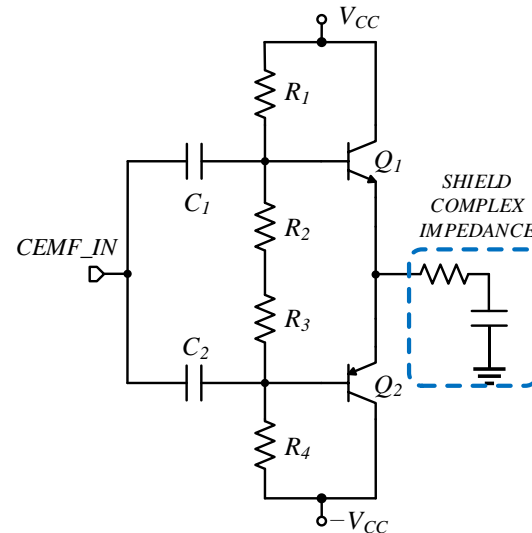 V_CC
R_1
Q_1
C_1
SHIELD
COMPLEX
IMPEDANCE
R_2
CEMF_IN
R_3
C_2
Q_2
R_4
−V_CC